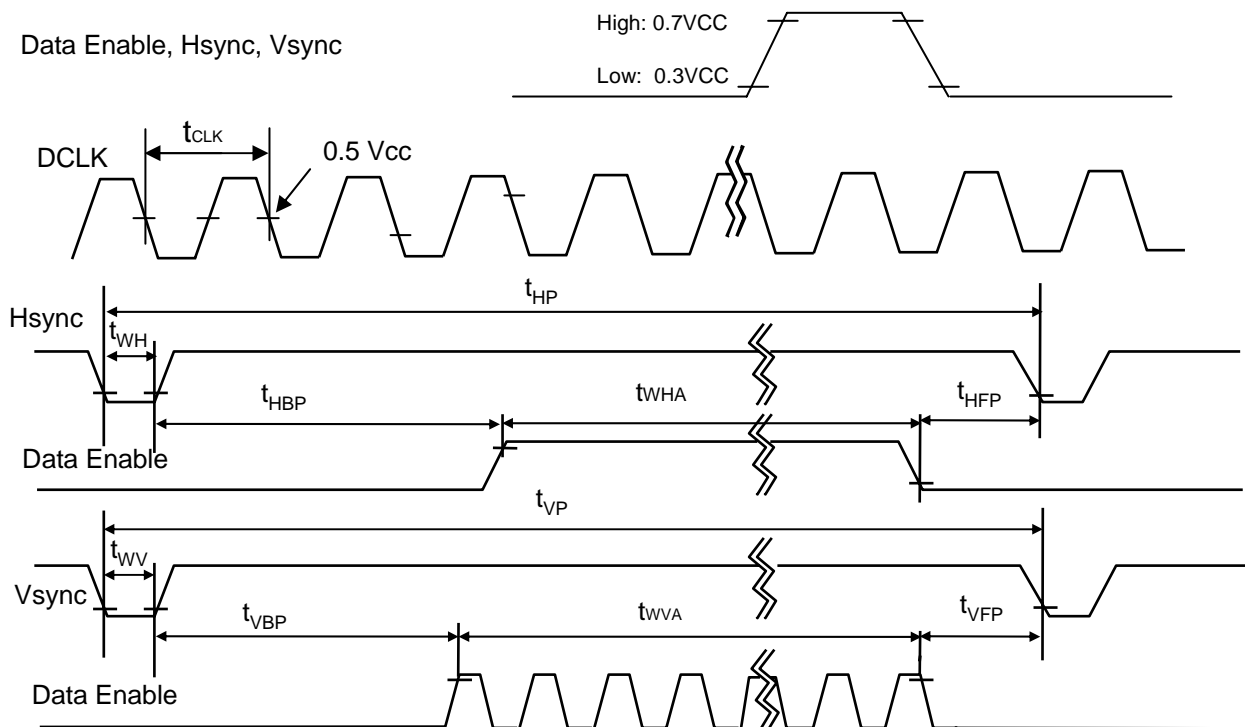 High: 0.7VCC
Data Enable, Hsync, Vsync
Low: 0.3VCC
tCLK
DCLK
0.5 Vcc
tHP
Hsync
tWH
tHBP
tWHA
tHFP
Data Enable
tVP
tWV
Vsync
tVBP
tWVA
tVFP
Data Enable